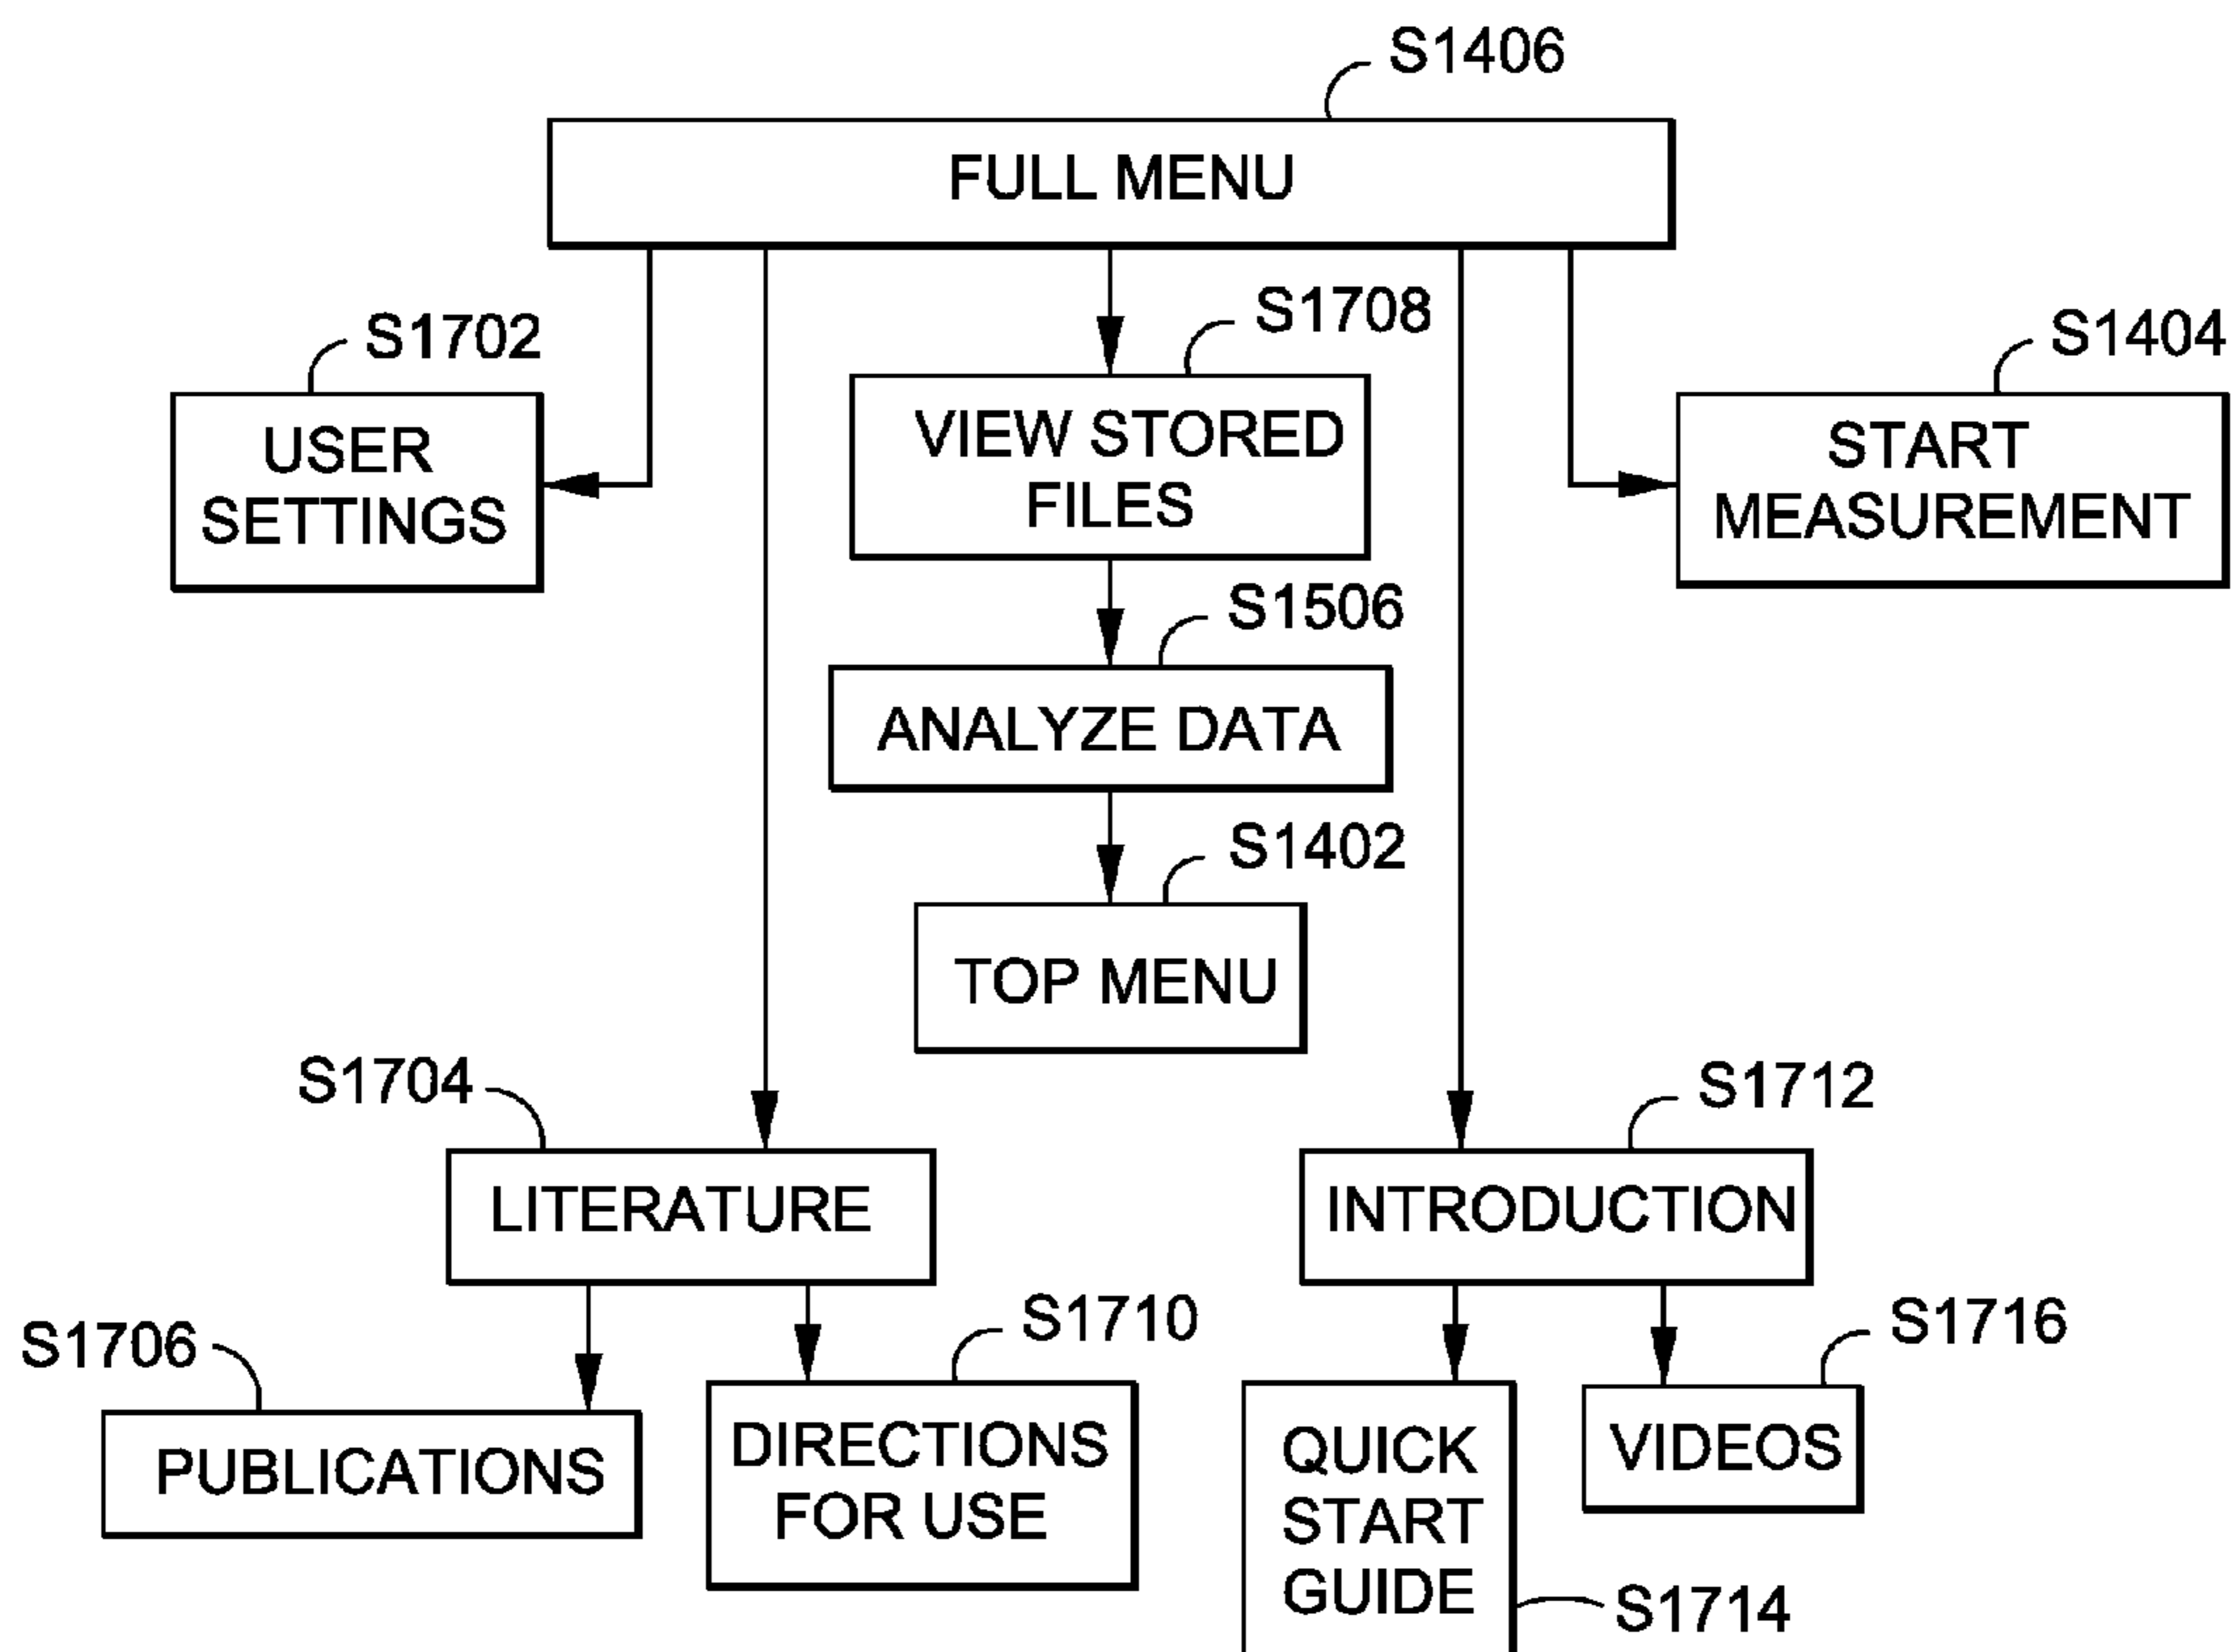 S1406
FULL MENU
S1702
USER
SETTINGS
S1708
VIEW STORED
FILES
S1404
START
MEASUREMENT
S1506
ANALYZE DATA
S1402
TOP MENU
S1704
LITERATURE
S1712
INTRODUCTION
S1706
PUBLICATIONS
S1710
DIRECTIONS
FOR USE
QUICK
START
GUIDE
S1714
S1716
VIDEOS